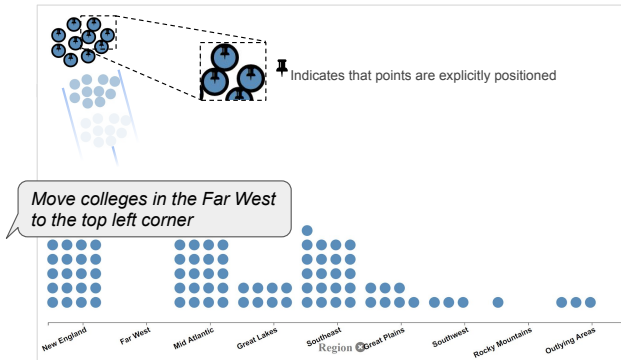 Indicates that points are explicitly positioned
Move colleges in the Far West
to the top left corner
New England
Far West
Mid Atlantic
Great Lakes
Southeast
Great Plains
Southwest
Rocky Mountains
Outlying Areas
Region